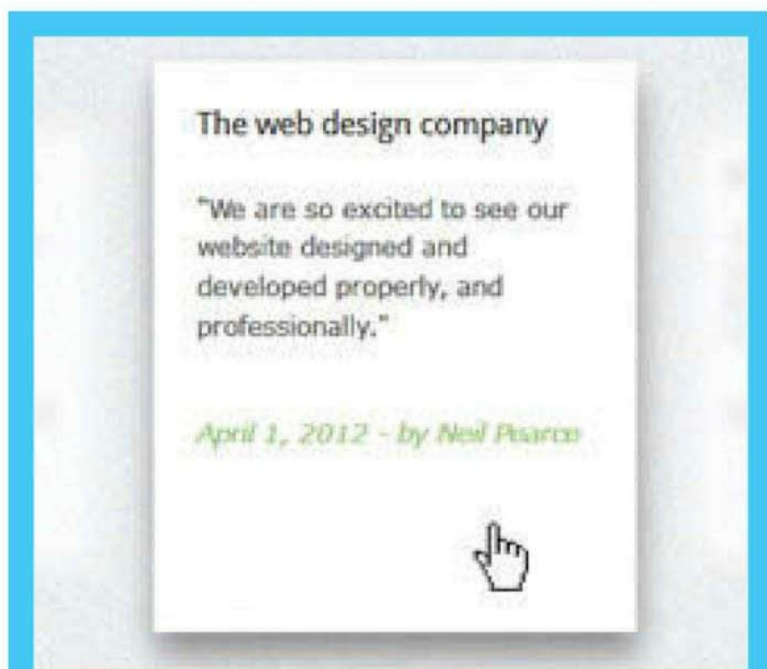 The web design company
"We are so excited to see our
website designed and
developed properly, and
professionally."
April 1, 2012 - by Neil Pearce